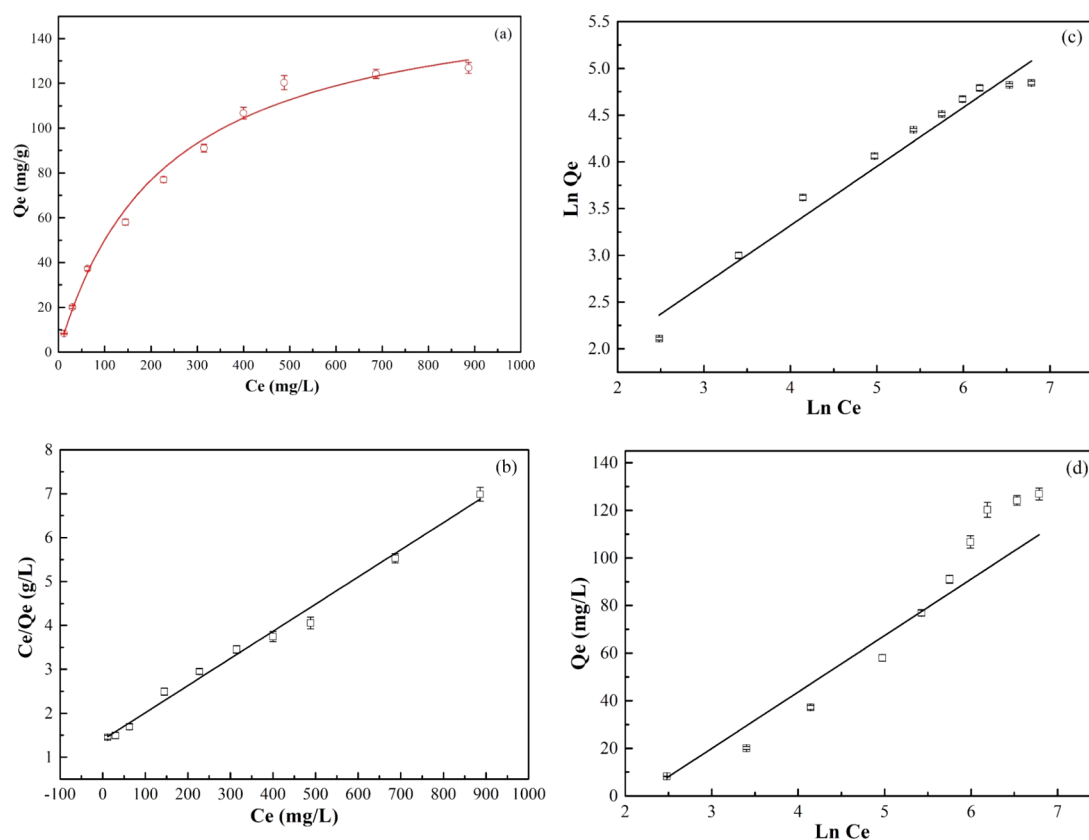 (a)
140
120
100
80
60
40
20
0
Qe (mg/g)
0 100 200 300 400 500 600 700 800 900 1000
Ce (mg/L)
(c)
5.5
5.0
4.5
4.0
3.5
3.0
2.5
2.0
Ln Qe
2 3 4 5 6 7
Ln Ce
(b)
8
7
6
5
4
3
2
1
Ce/Qe (g/L)
-100 0 100 200 300 400 500 600 700 800 900 1000
Ce (mg/L)
(d)
140
120
100
80
60
40
20
0
Qe (mg/L)
2 3 4 5 6 7
Ln Ce